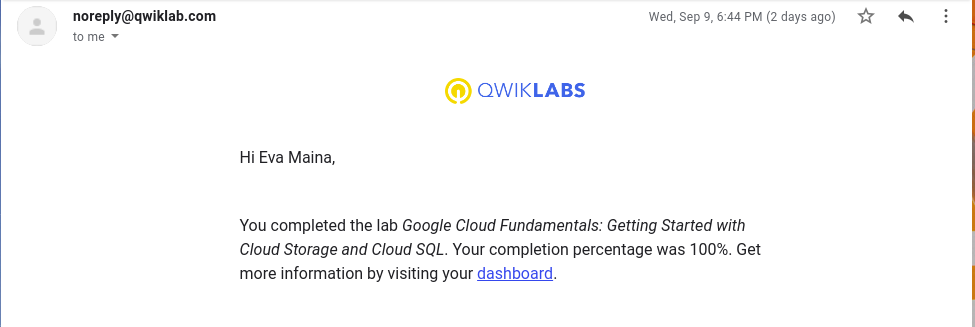 noreply@qwiklab.com
Wed, Sep 9, 6:44 PM (2 days ago)
to me
QWIKLABS
Hi Eva Maina,
You completed the lab Google Cloud Fundamentals: Getting Started with
Cloud Storage and Cloud SQL. Your completion percentage was 100%. Get
more information by visiting your dashboard.